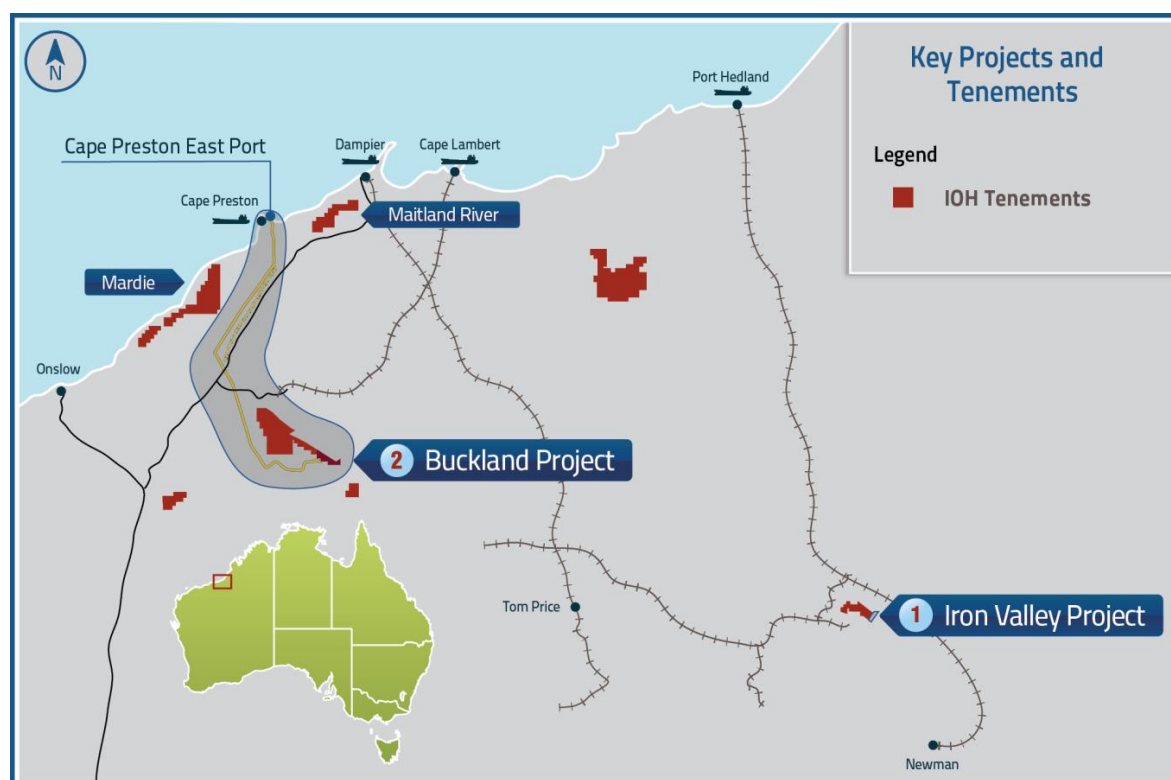 N
Key Projects and
Tenements
Legend
IOH Tenements
Port Hedland
Cape Preston East Port
Dampier
Cape Lambert
Cape Preston
Maitland River
Mardie
Onslow
2 Buckland Project
Tom Price
1 Iron Valley Project
Newman